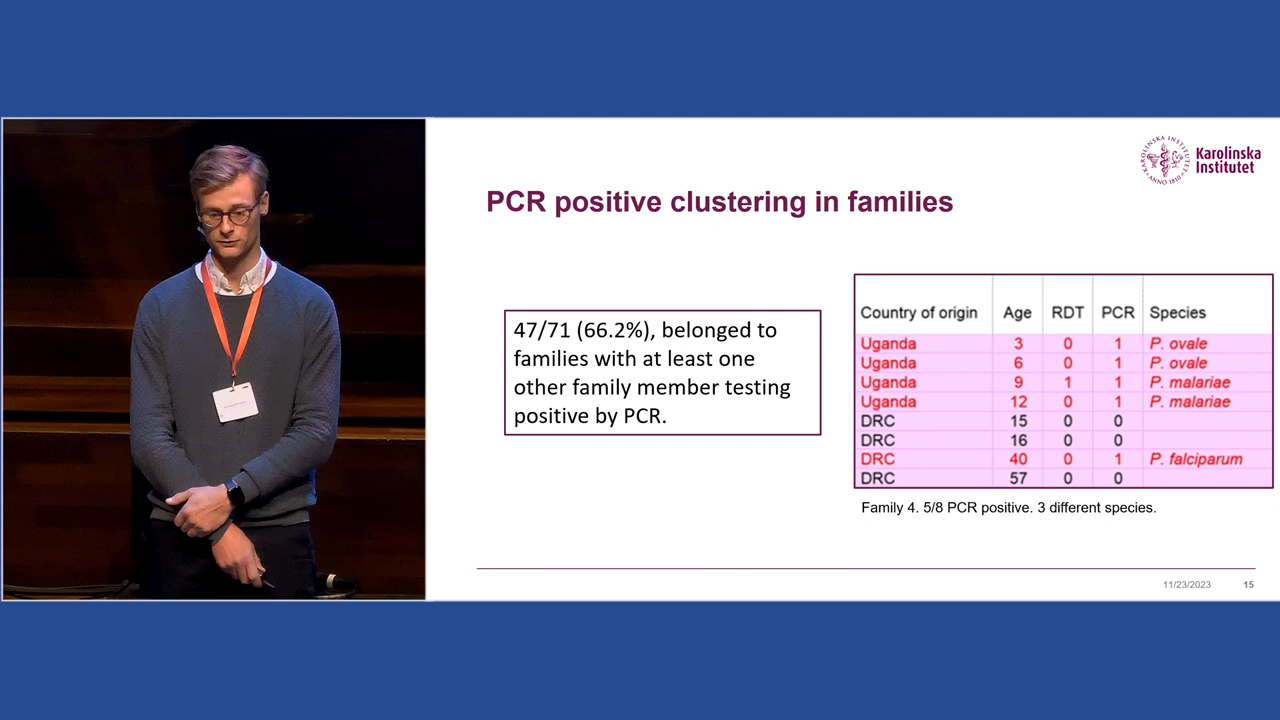 KAROLINSKA INSTITUTET
ANNO 1810
Karolinska
Institutet
PCR positive clustering in families
47/71 (66.2%), belonged to
families with at least one
other family member testing
positive by PCR.
Country of origin Age RDT PCR Species
Uganda 3 0 1 P. ovale
Uganda 6 0 1 P. ovale
Uganda 9 1 1 P. malariae
Uganda 12 0 1 P. malariae
DRC 15 0 0
DRC 16 0 0
DRC 40 0 1 P. falciparum
DRC 57 0 0
Family 4. 5/8 PCR positive. 3 different species.
11/23/2023 15